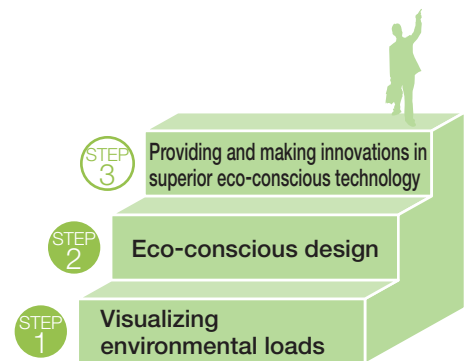 STEP
3
Providing and making innovations in
superior eco-conscious technology
STEP
2
Eco-conscious design
STEP
1
Visualizing
environmental loads